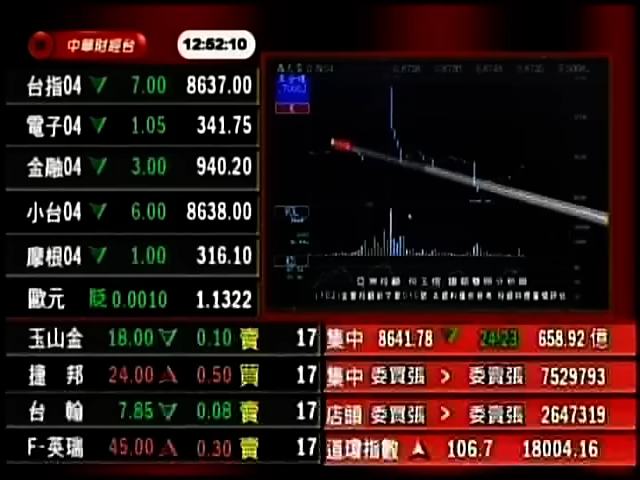 中華財經台 12:52:10
台指04 ▼ 7.00 8637.00
電子04 ▼ 1.05 341.75
金融04 ▼ 3.00 940.20
小台04 ▼ 6.00 8638.00
摩根04 ▼ 1.00 316.10
歐元 貶 0.0010 1.1322
玉山金 18.00 ▽ 0.10 賣 17
捷邦 24.00 △ 0.50 賣 17
台翰 7.85 ▽ 0.08 賣 17
F-英瑞 45.00 △ 0.30 賣 17
集中 8641.78 ▼ 24.23 658.92 億
集中 委買張 > 委賣張 7529793
店頭 委買張 > 委賣張 2647319
道瓊指數 ▲ 106.7 18004.16